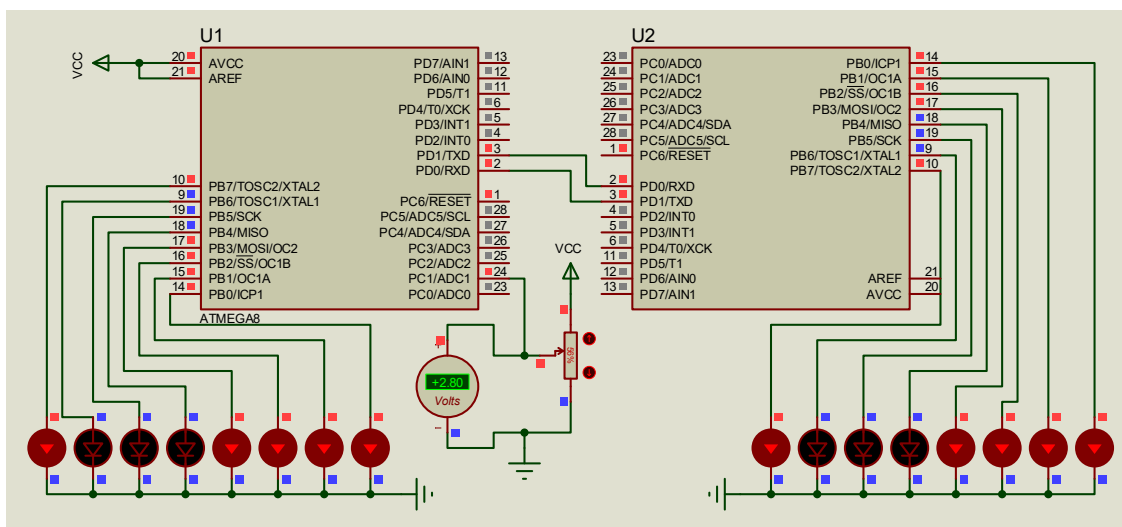 U1
VCC
20 AVCC
21 AREF
10 PB7/TOSC2/XTAL2
9 PB6/TOSC1/XTAL1
19 PB5/SCK
18 PB4/MISO
17 PB3/MOSI/OC2
16 PB2/SS/OC1B
15 PB1/OC1A
14 PB0/ICP1
PD7/AIN1 13
PD6/AIN0 12
PD5/T1 11
PD4/T0/XCK 6
PD3/INT1 5
PD2/INT0 4
PD1/TXD 3
PD0/RXD 2
PC6/RESET 1
PC5/ADC5/SCL 28
PC4/ADC4/SDA 27
PC3/ADC3 26
PC2/ADC2 25
PC1/ADC1 24
PC0/ADC0 23
ATMEGA8
U2
23 PC0/ADC0
24 PC1/ADC1
25 PC2/ADC2
26 PC3/ADC3
27 PC4/ADC4/SDA
28 PC5/ADC5/SCL
1 PC6/RESET
2 PD0/RXD
3 PD1/TXD
4 PD2/INT0
5 PD3/INT1
6 PD4/T0/XCK
11 PD5/T1
12 PD6/AIN0
13 PD7/AIN1
PB0/ICP1 14
PB1/OC1A 15
PB2/SS/OC1B 16
PB3/MOSI/OC2 17
PB4/MISO 18
PB5/SCK 19
PB6/TOSC1/XTAL1 9
PB7/TOSC2/XTAL2 10
AREF 21
AVCC 20
VCC
56%
+2.80
Volts